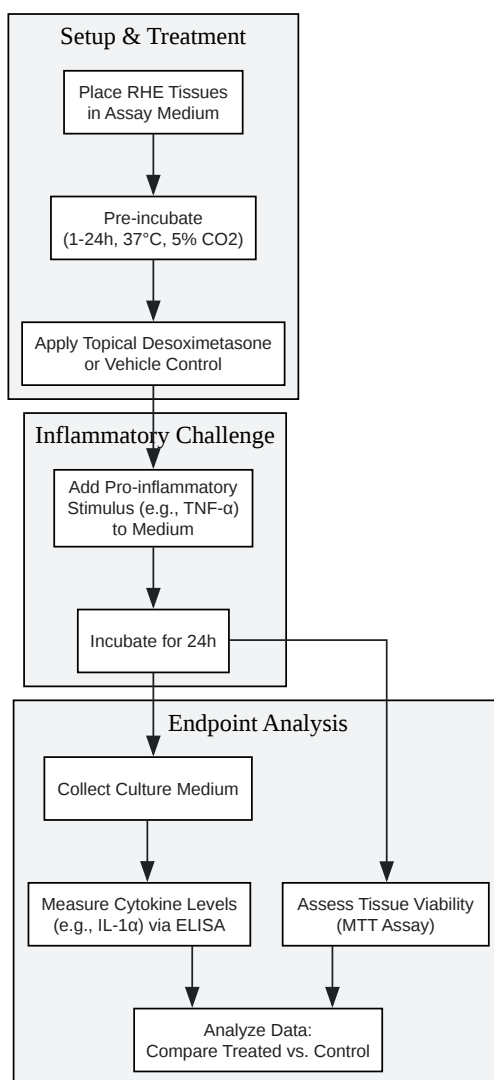 Setup & Treatment
Place RHE Tissues
in Assay Medium
Pre-incubate
(1-24h, 37°C, 5% CO2)
Apply Topical Desoximetasone
or Vehicle Control
Inflammatory Challenge
Add Pro-inflammatory
Stimulus (e.g., TNF-α)
to Medium
Incubate for 24h
Endpoint Analysis
Collect Culture Medium
Measure Cytokine Levels
(e.g., IL-1α) via ELISA
Assess Tissue Viability
(MTT Assay)
Analyze Data:
Compare Treated vs. Control